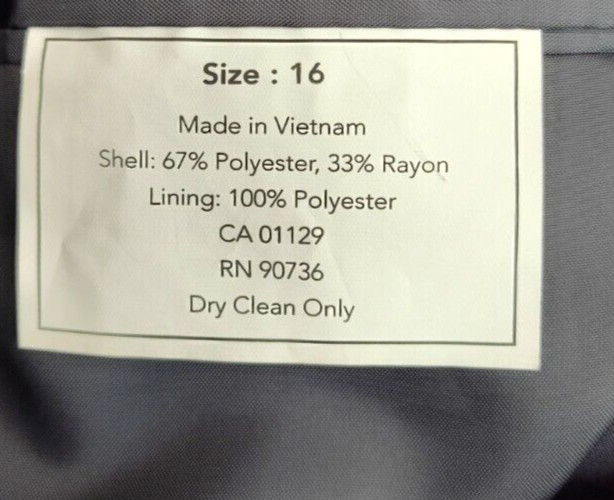 Size : 16
Made in Vietnam
Shell: 67% Polyester, 33% Rayon
Lining: 100% Polyester
CA 01129
RN 90736
Dry Clean Only